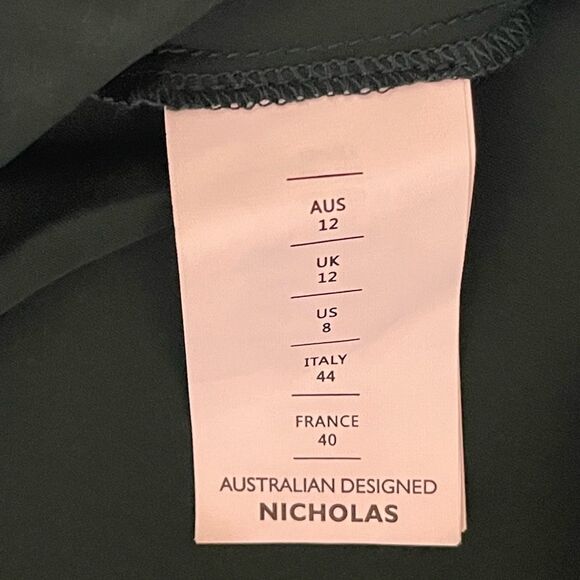 AUS
12
UK
12
US
8
ITALY
44
FRANCE
40
AUSTRALIAN DESIGNED
NICHOLAS